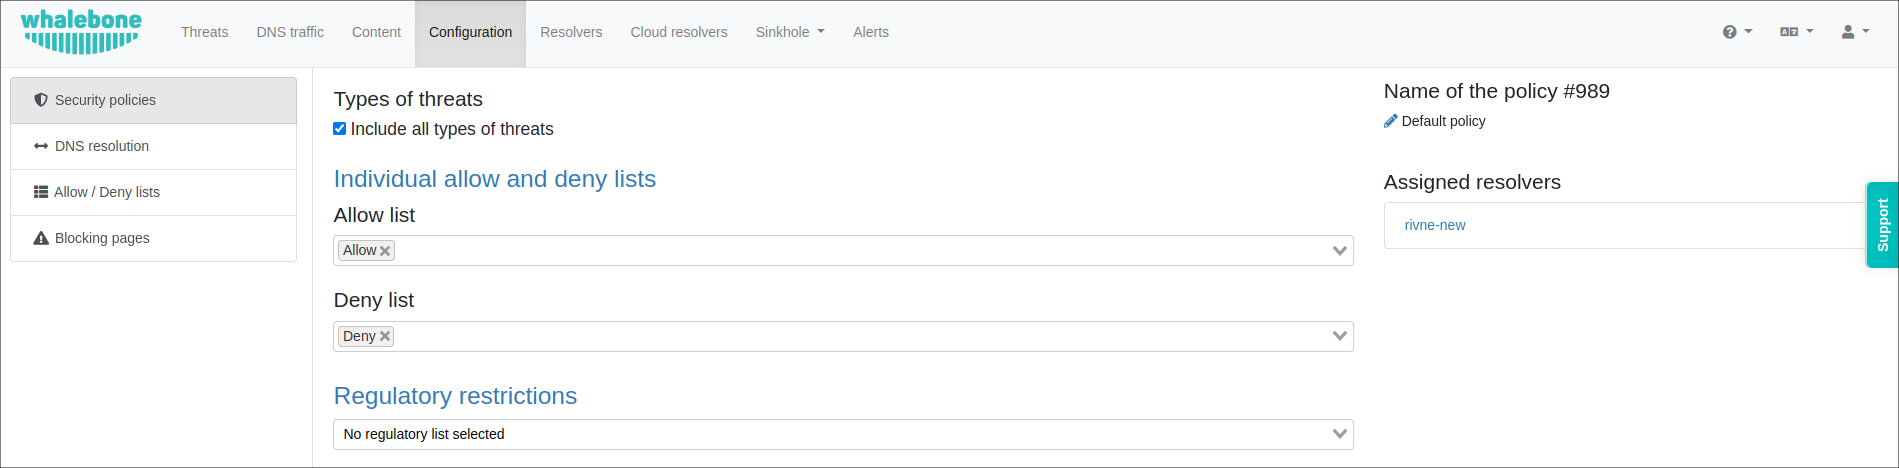 whalebone
Threats
DNS traffic
Content
Configuration
Resolvers
Cloud resolvers
Sinkhole
Alerts
Security policies
DNS resolution
Allow / Deny lists
Blocking pages
Types of threats
Include all types of threats
Individual allow and deny lists
Allow list
Allow
Deny list
Deny
Regulatory restrictions
No regulatory list selected
Name of the policy #989
Default policy
Assigned resolvers
rivne-new
Support